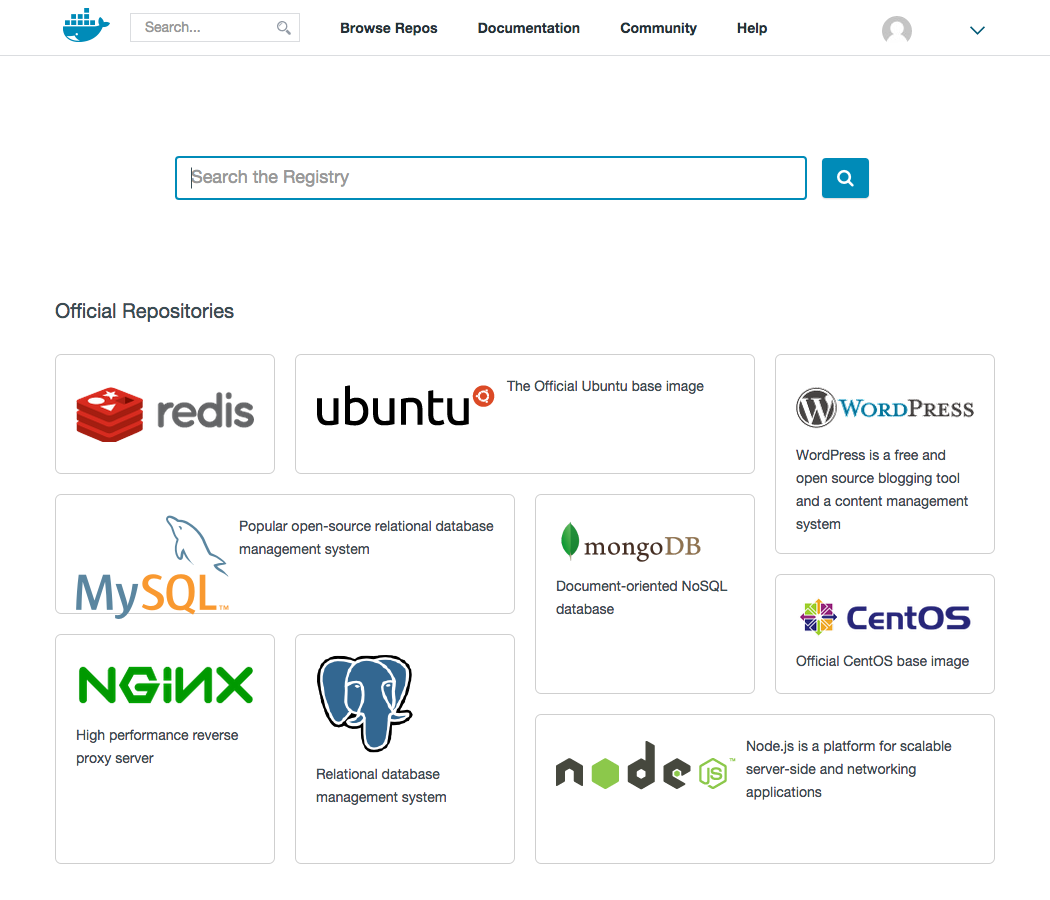 Search...
Browse Repos
Documentation
Community
Help
Search the Registry
Official Repositories
redis
ubuntu
The Official Ubuntu base image
WORDPRESS
WordPress is a free and
open source blogging tool
and a content management
system
MySQL™
Popular open-source relational database
management system
mongoDB
Document-oriented NoSQL
database
CentOS
Official CentOS base image
NGINX
High performance reverse
proxy server
Relational database
management system
node JS™
Node.js is a platform for scalable
server-side and networking
applications